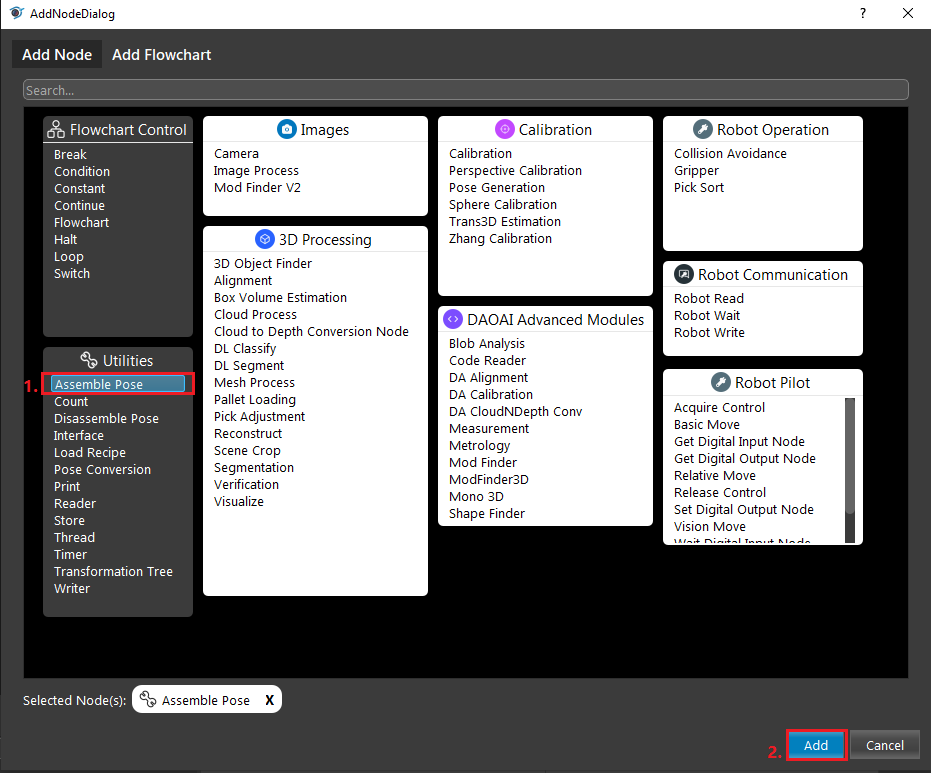 AddNodeDialog
?
Add Node
Add Flowchart
Search...
Flowchart Control
Break
Condition
Constant
Continue
Flowchart
Halt
Loop
Switch
Utilities
1.
Assemble Pose
Count
Disassemble Pose
Interface
Load Recipe
Pose Conversion
Print
Reader
Store
Thread
Timer
Transformation Tree
Writer
Images
Camera
Image Process
Mod Finder V2
3D Processing
3D Object Finder
Alignment
Box Volume Estimation
Cloud Process
Cloud to Depth Conversion Node
DL Classify
DL Segment
Mesh Process
Pallet Loading
Pick Adjustment
Reconstruct
Scene Crop
Segmentation
Verification
Visualize
Calibration
Calibration
Perspective Calibration
Pose Generation
Sphere Calibration
Trans3D Estimation
Zhang Calibration
DAOAI Advanced Modules
Blob Analysis
Code Reader
DA Alignment
DA Calibration
DA CloudNDepth Conv
Measurement
Metrology
Mod Finder
ModFinder3D
Mono 3D
Shape Finder
Robot Operation
Collision Avoidance
Gripper
Pick Sort
Robot Communication
Robot Read
Robot Wait
Robot Write
Robot Pilot
Acquire Control
Basic Move
Get Digital Input Node
Get Digital Output Node
Relative Move
Release Control
Set Digital Output Node
Vision Move
Wait Digital Input Node
Selected Node(s):
Assemble Pose
X
2.
Add
Cancel